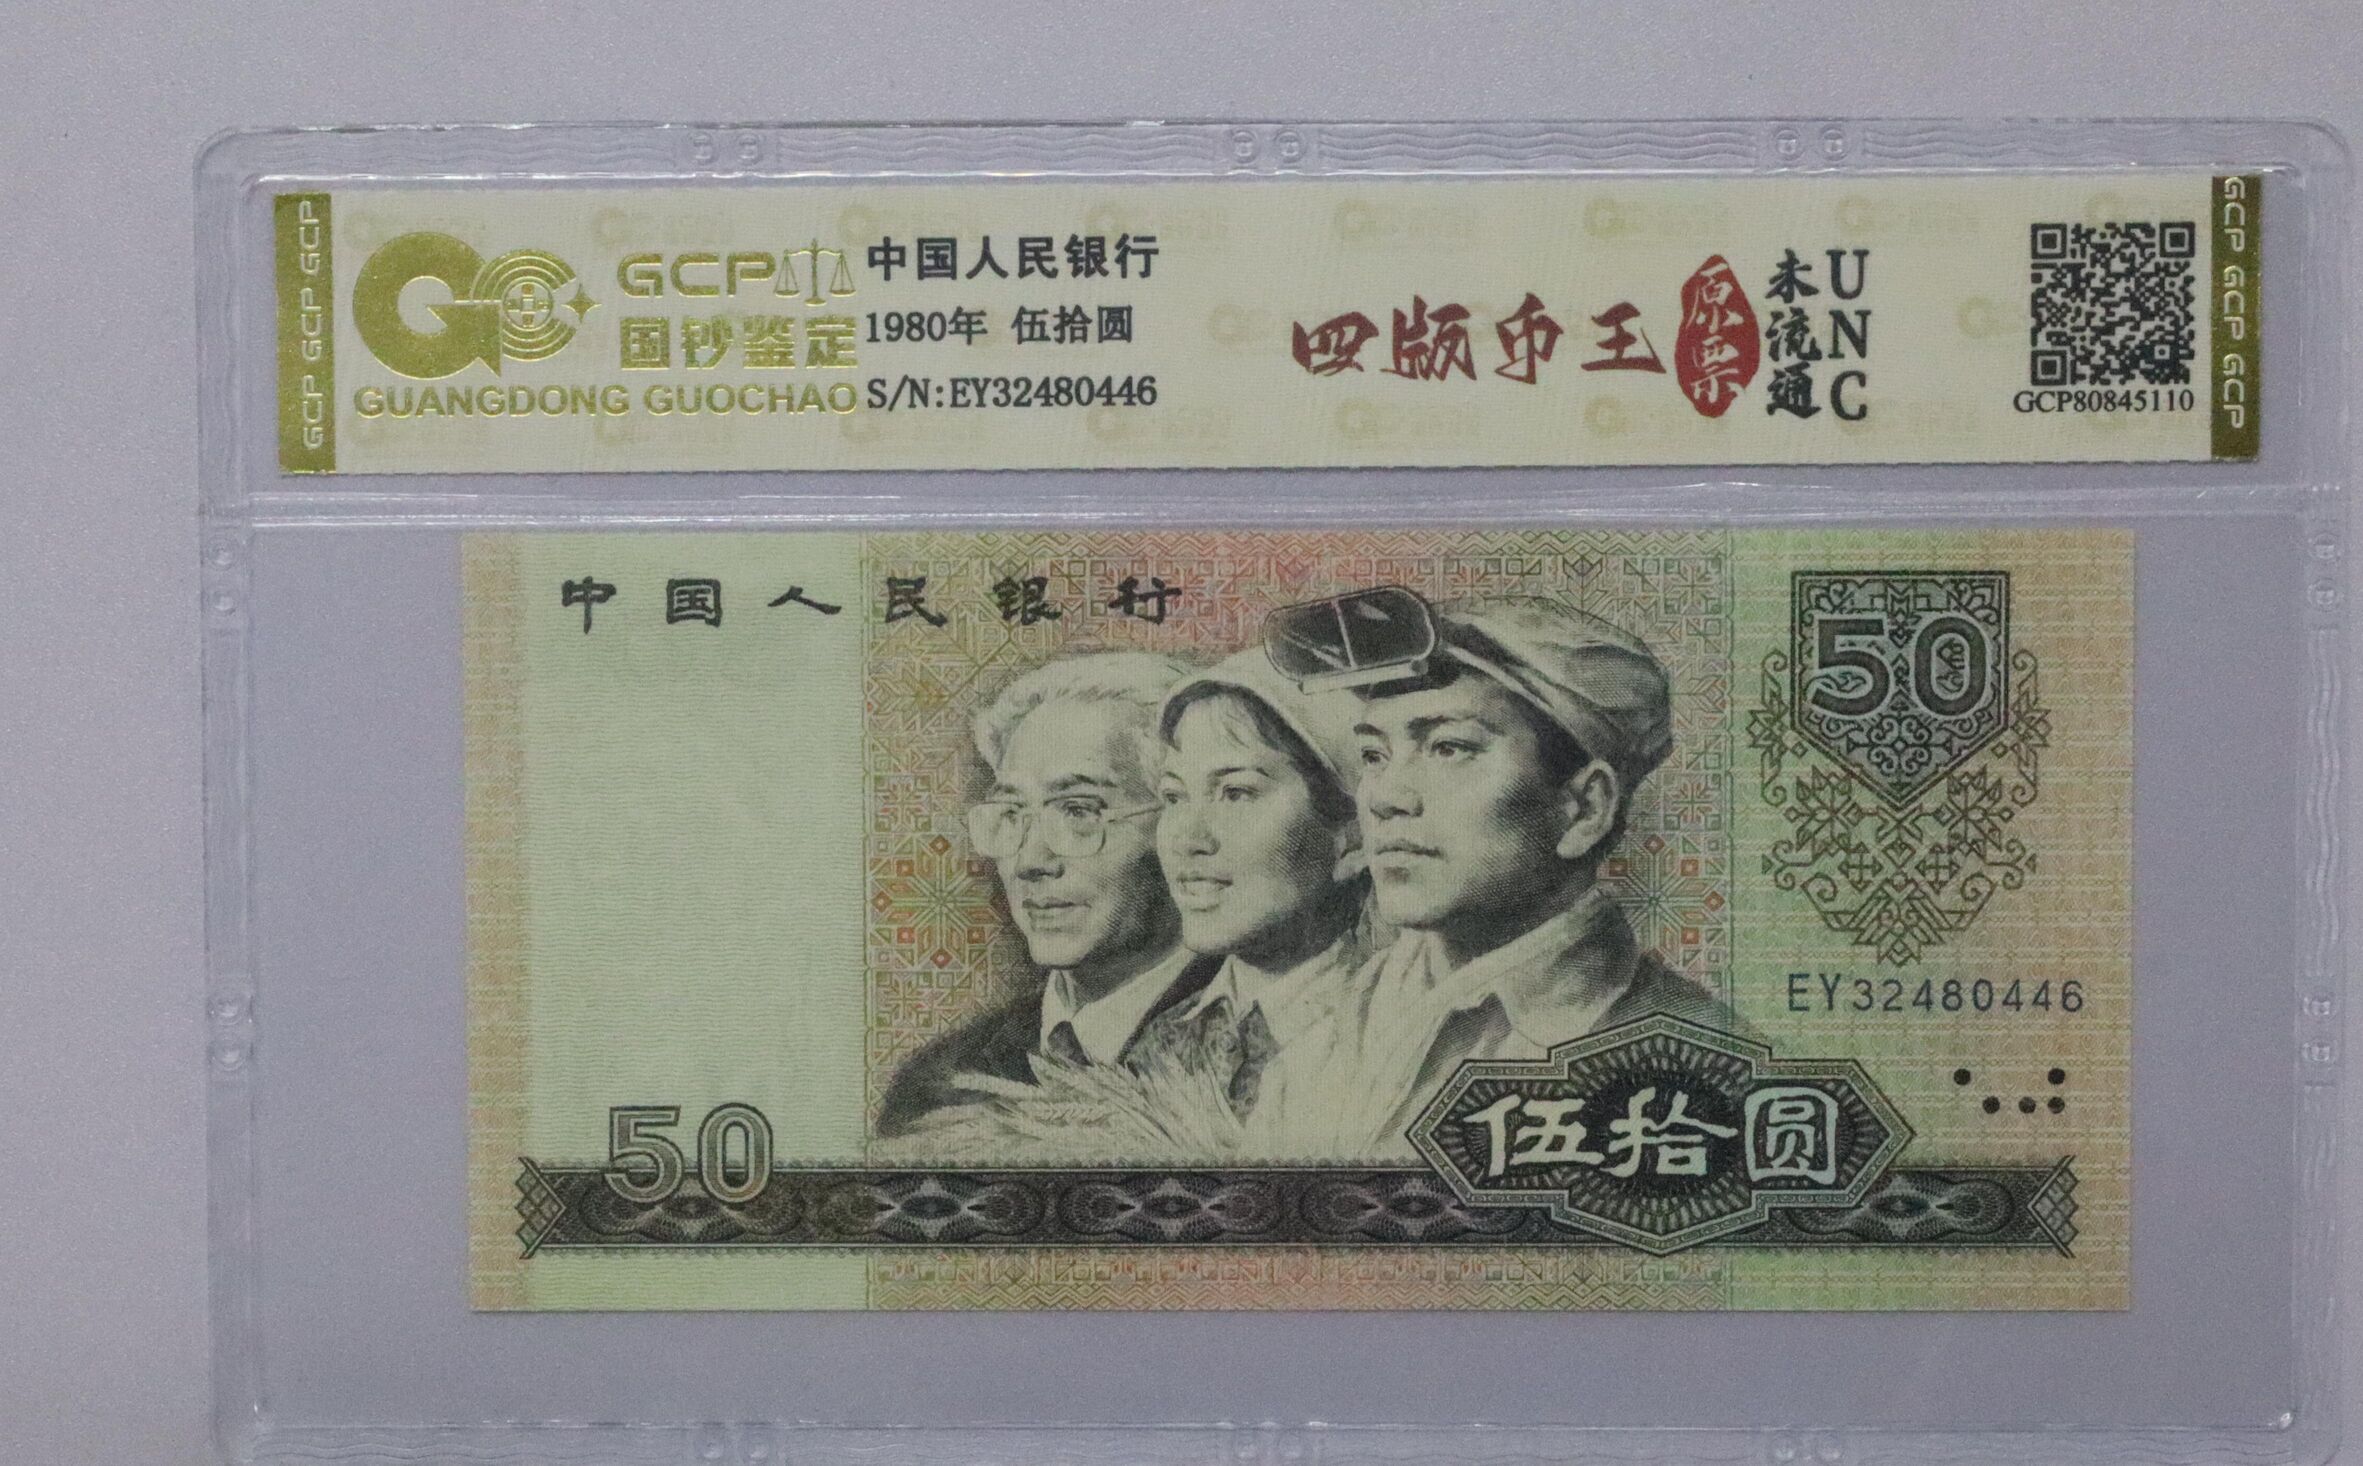 GCP GCP GCP
GCP
国钞鉴定
GUANGDONG GUOCHAO
中国人民银行
1980年 伍拾圆
S/N:EY32480446
四版币王
原票
未流通
UNC
GCP80845110
GCP GCP GCP
中国人民银行
50
EY32480446
50
伍拾圆